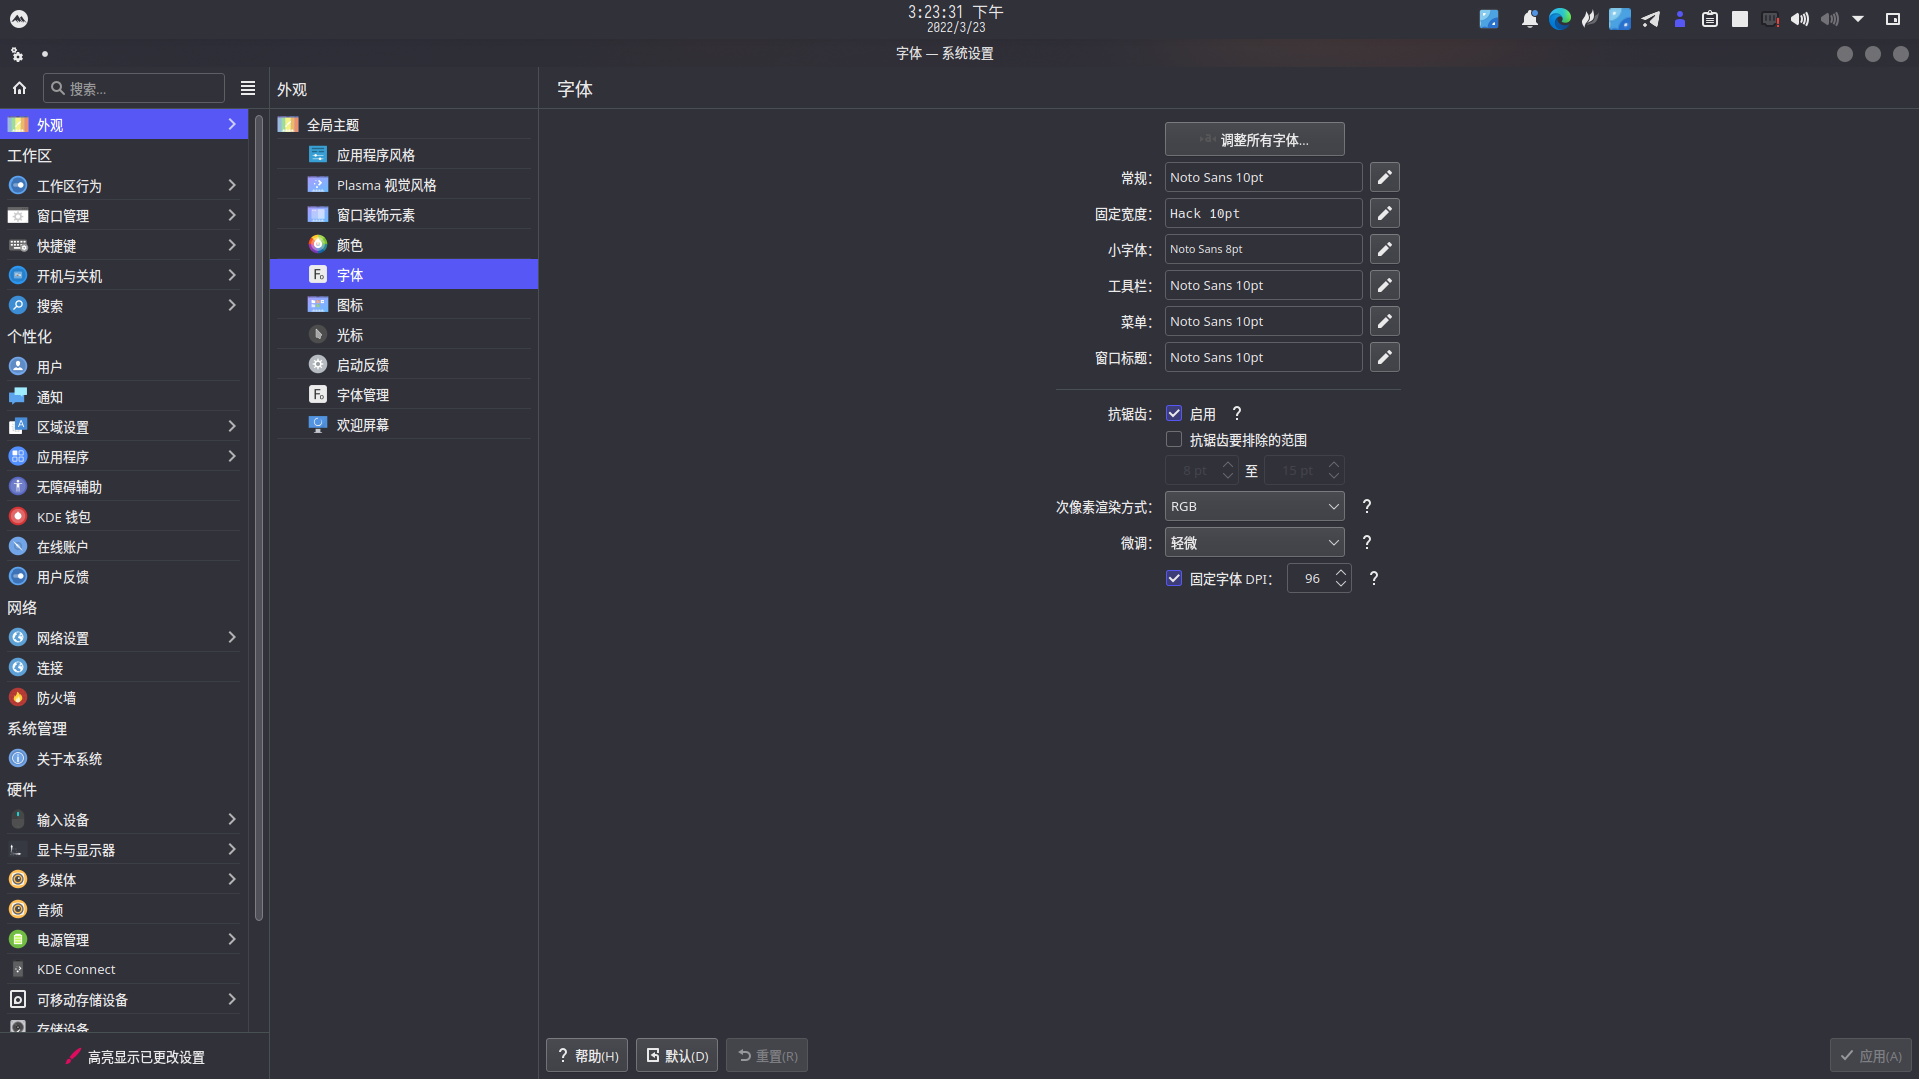 3:23:31 下午
2022/3/23
字体 — 系统设置
搜索...
外观
工作区
工作区行为
窗口管理
快捷键
开机与关机
搜索
个性化
用户
通知
区域设置
应用程序
无障碍辅助
KDE 钱包
在线账户
用户反馈
网络
网络设置
连接
防火墙
系统管理
关于本系统
硬件
输入设备
显卡与显示器
多媒体
音频
电源管理
KDE Connect
可移动存储设备
存储设备
高亮显示已更改设置
外观
全局主题
应用程序风格
Plasma 视觉风格
窗口装饰元素
颜色
字体
图标
光标
启动反馈
字体管理
欢迎屏幕
字体
调整所有字体...
常规: Noto Sans 10pt
固定宽度: Hack 10pt
小字体: Noto Sans 8pt
工具栏: Noto Sans 10pt
菜单: Noto Sans 10pt
窗口标题: Noto Sans 10pt
抗锯齿: 启用 ?
抗锯齿要排除的范围
8 pt 至 15 pt
次像素渲染方式: RGB ?
微调: 轻微 ?
固定字体 DPI: 96 ?
? 帮助(H) 默认(D) 重置(R) 应用(A)